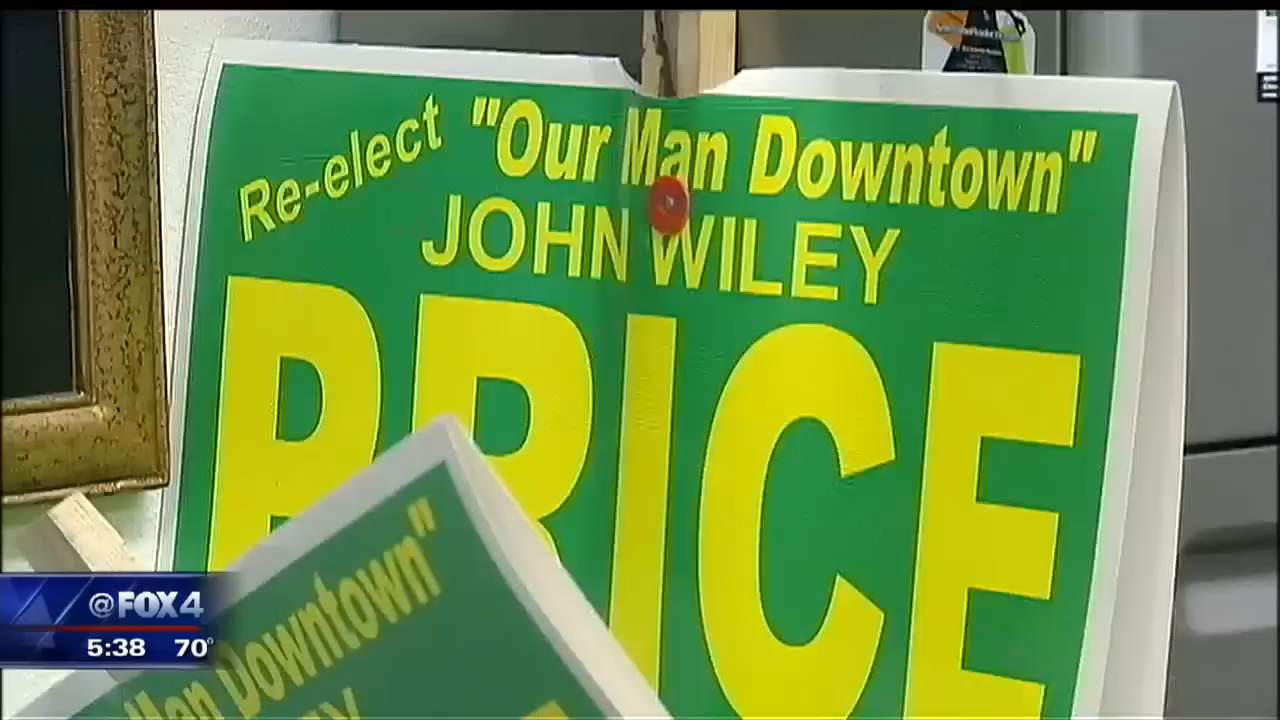 Re-elect "Our Man Downtown"
JOHN WILEY
PRICE
Man Downtown"
@FOX4
5:38 70°